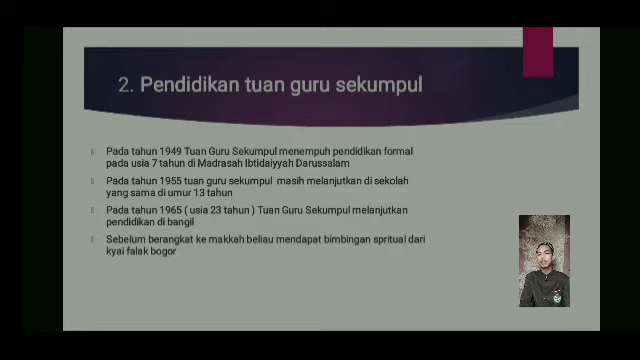 2. Pendidikan tuan guru sekumpul
Pada tahun 1949 Tuan Guru Sekumpul menempuh pendidikan formal
pada usia 7 tahun di Madrasah Ibtidaiyyah Darussalam
Pada tahun 1955 tuan guru sekumpul masih melanjutkan di sekolah
yang sama di umur 13 tahun
Pada tahun 1965 ( usia 23 tahun ) Tuan Guru Sekumpul melanjutkan
pendidikan di bangil
Sebelum berangkat ke makkah beliau mendapat bimbingan spritual dari
kyai falak bogor